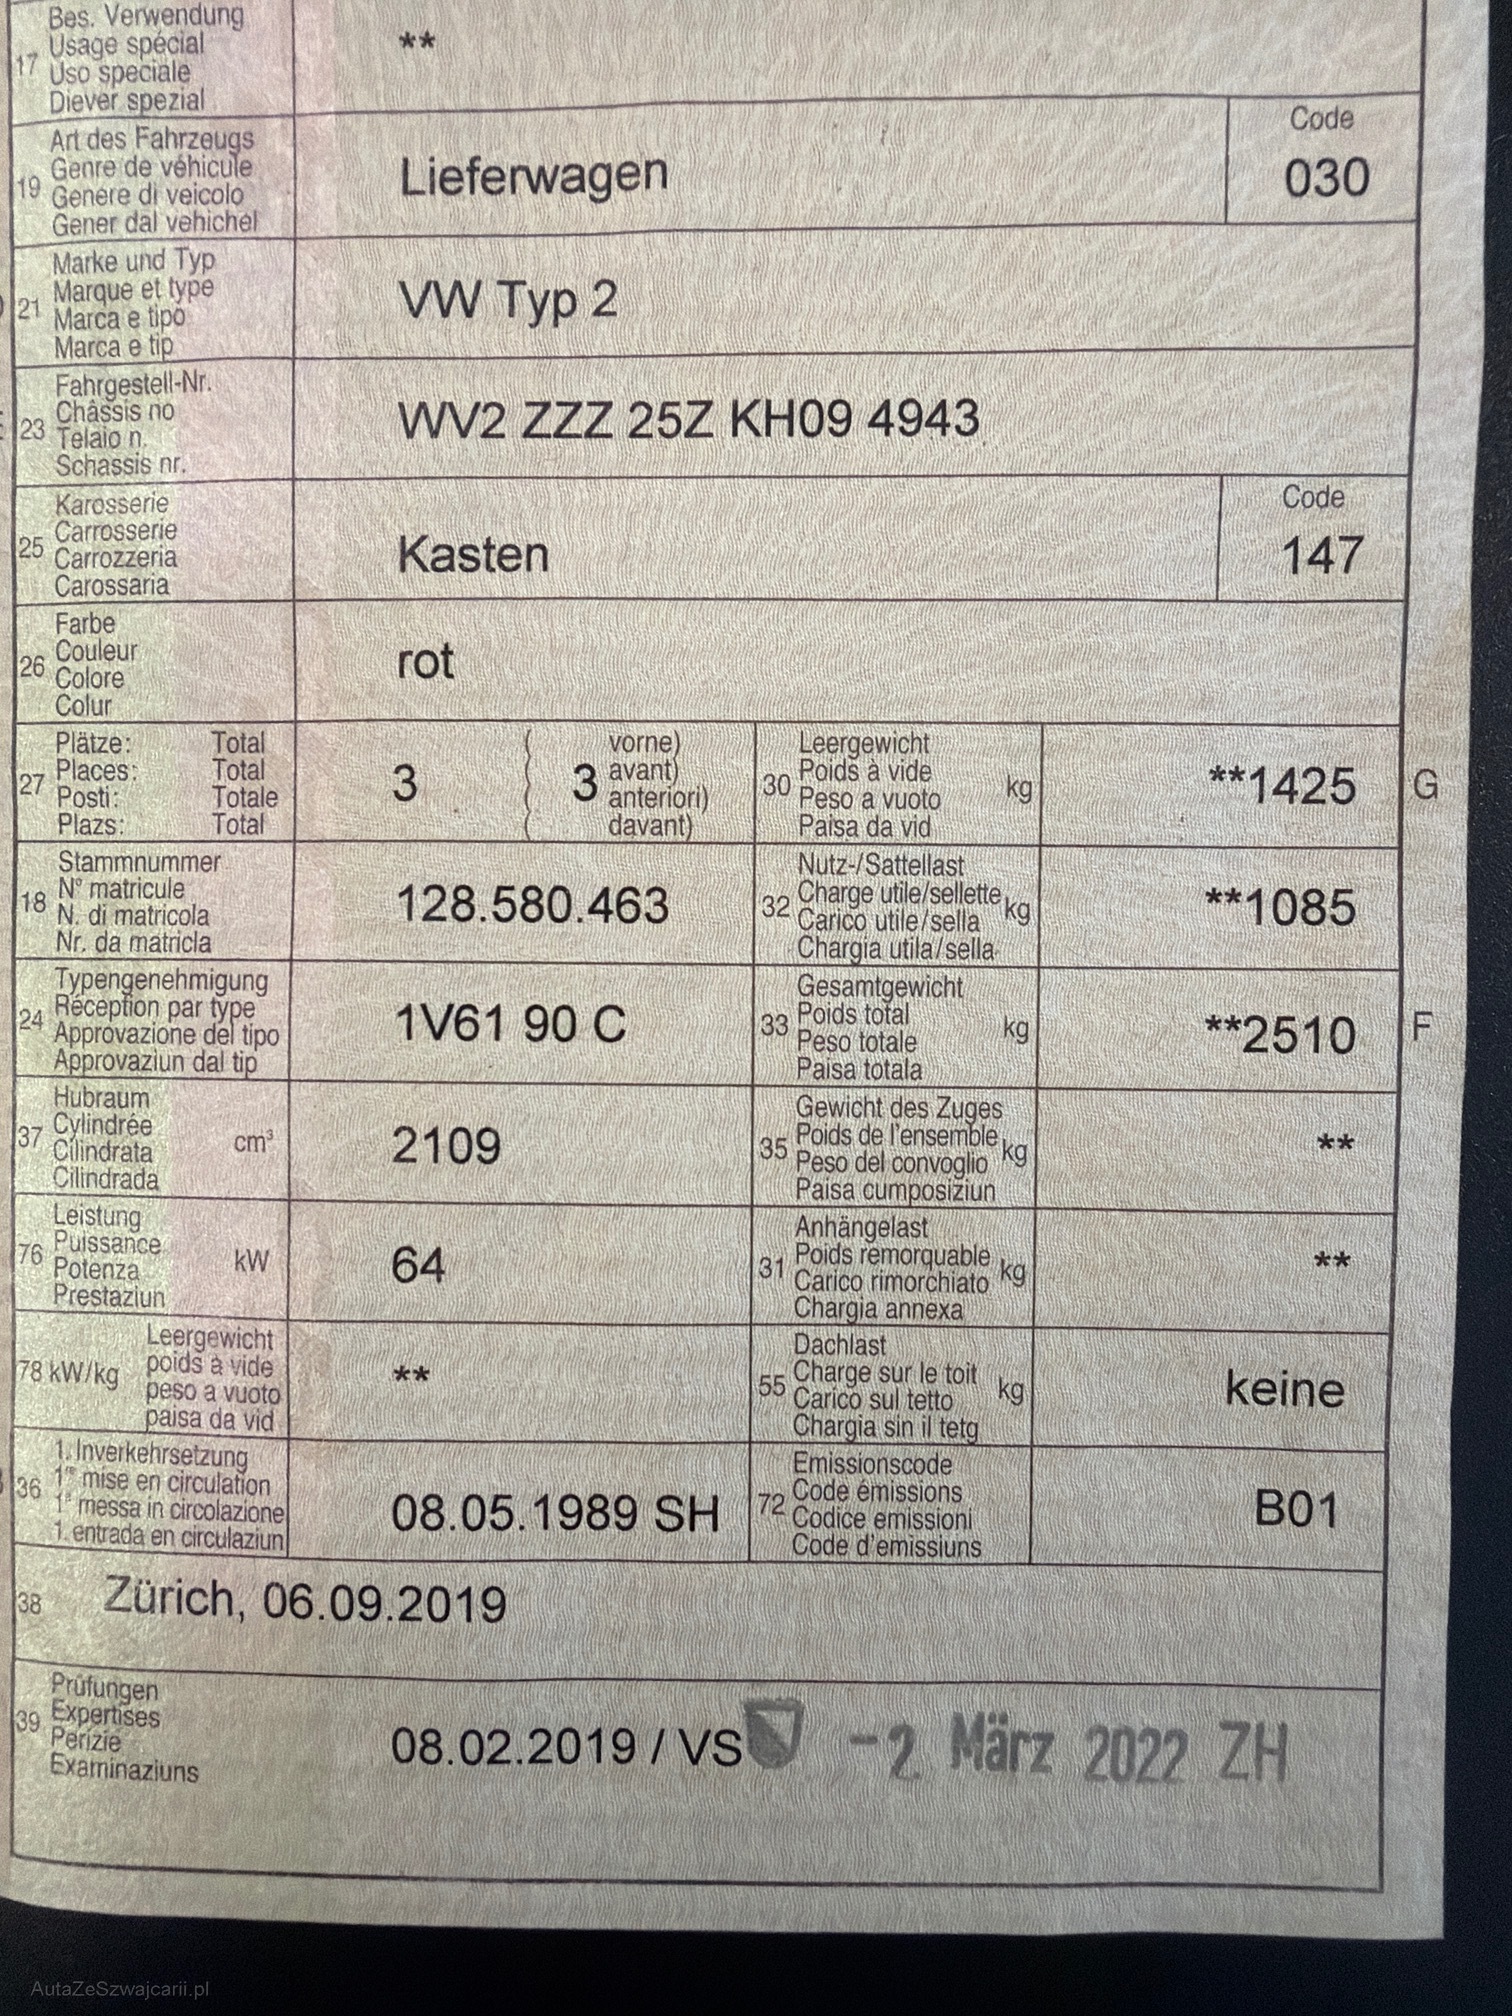 Bes. Verwendung
17 Usage spécial **
Uso speciale
Diever spezial
Art des Fahrzeugs Code
19 Genre de véhicule Lieferwagen 030
Genere di veicolo
Gener dal vehichel
Marke und Typ
21 Marque et type VW Typ 2
Marca e tipo
Marca e tip
Fahrgestell-Nr.
23 Châssis no WV2 ZZZ 25Z KH09 4943
Telaio n.
Schassis nr.
Karosserie Code
25 Carrosserie Kasten 147
Carrozzeria
Carossaria
Farbe
26 Couleur rot
Colore
Colur
Plätze: Total ( vorne) Leergewicht
27 Places: Total 3 ( 3 avant) 30 Poids à vide kg **1425 G
Posti: Totale ( anteriori) Peso a vuoto
Plazs: Total ( davant) Paisa da vid
Stammnummer Nutz-/Sattellast
18 N° matricule 128.580.463 32 Charge utile/sellette kg **1085
N. di matricola Carico utile/sella
Nr. da matricla Chargia utila/sella
Typengenehmigung Gesamtgewicht
24 Réception par type 1V61 90 C 33 Poids total kg **2510 F
Approvazione del tipo Peso totale
Approvaziun dal tip Paisa totala
Hubraum Gewicht des Zuges
37 Cylindrée cm³ 2109 35 Poids de l'ensemble kg **
Cilindrata Peso del convoglio
Cilindrada Paisa cumposiziun
Leistung Anhängelast
76 Puissance kW 64 31 Poids remorquable kg **
Potenza Carico rimorchiato
Prestaziun Chargia annexa
Leergewicht Dachlast
78 kW/kg poids à vide ** 55 Charge sur le toit kg keine
peso a vuoto Carico sul tetto
paisa da vid Chargia sin il tetg
1. Inverkehrsetzung Emissionscode
36 1re mise en circulation 08.05.1989 SH 72 Code émissions B01
1a messa in circolazione Codice emissioni
1. entrada en circulaziun Code d'emissiuns
38 Zürich, 06.09.2019
Prüfungen
39 Expertises 08.02.2019 / VS -2. März 2022 ZH
Perizie
Examinaziuns
AutaZeSzwajcarii.pl